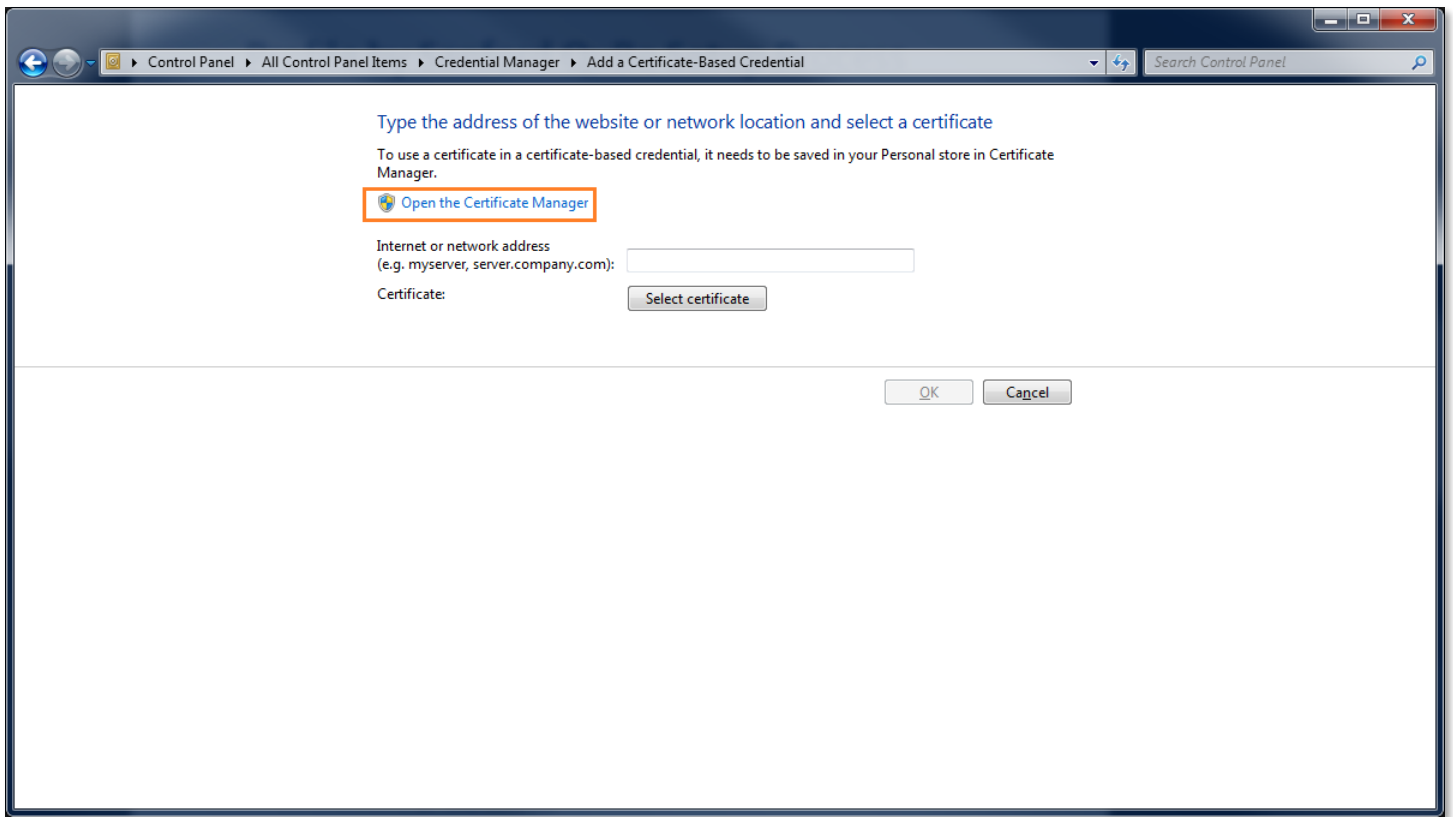 Control Panel All Control Panel Items Credential Manager Add a Certificate-Based Credential
Search Control Panel
Type the address of the website or network location and select a certificate
To use a certificate in a certificate-based credential, it needs to be saved in your Personal store in Certificate
Manager.
Open the Certificate Manager
Internet or network address
(e.g. myserver, server.company.com):
Certificate:
Select certificate
OK
Cancel